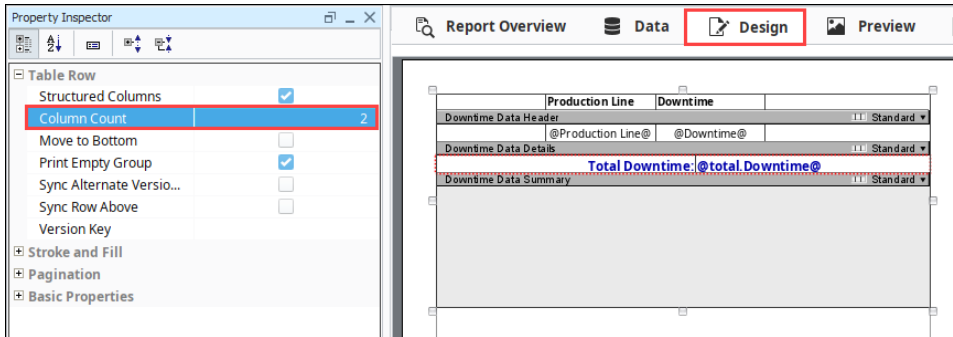 Property Inspector
Table Row
Structured Columns
Column Count 2
Move to Bottom
Print Empty Group
Sync Alternate Versio...
Sync Row Above
Version Key
Stroke and Fill
Pagination
Basic Properties
Report Overview Data Design Preview
Production Line Downtime
Downtime Data Header Standard
@Production Line@ @Downtime@
Downtime Data Details Standard
Total Downtime: @total.Downtime@
Downtime Data Summary Standard